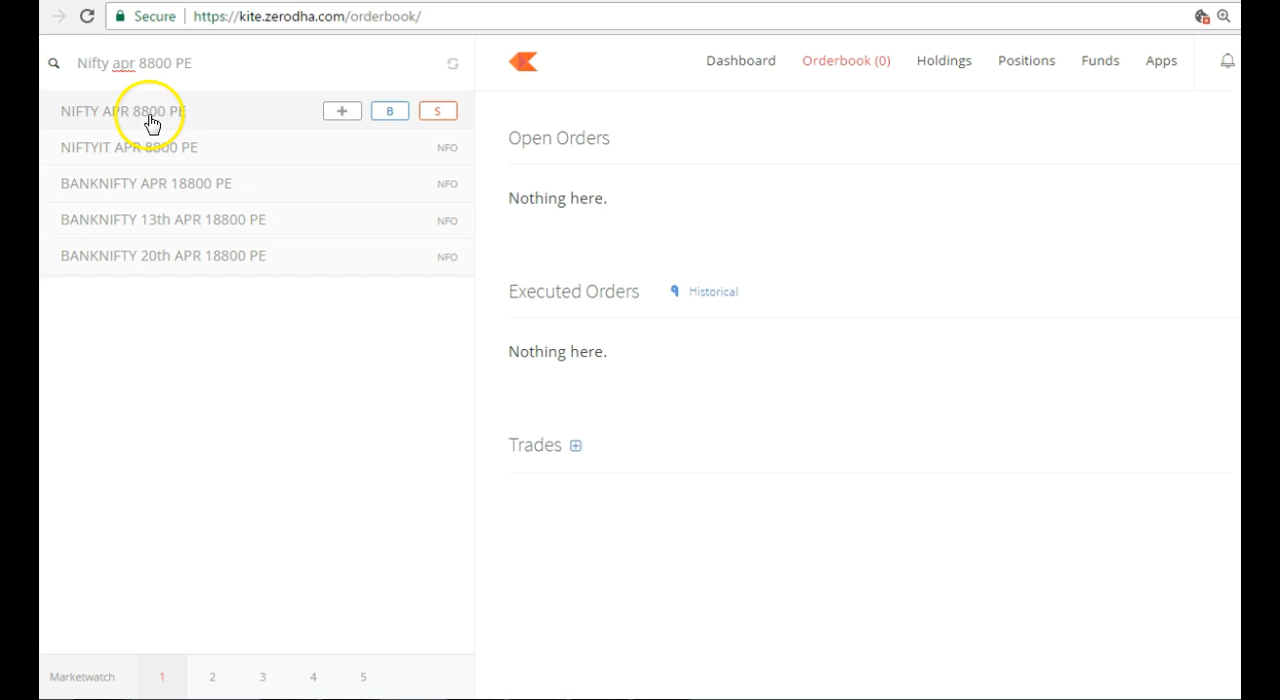 Secure https://kite.zerodha.com/orderbook/
Nifty apr 8800 PE
Dashboard Orderbook (0) Holdings Positions Funds Apps
NIFTY APR 8800 PE + B S
NIFTYIT APR 8800 PE NFO
BANKNIFTY APR 18800 PE NFO
BANKNIFTY 13th APR 18800 PE NFO
BANKNIFTY 20th APR 18800 PE NFO
Open Orders
Nothing here.
Executed Orders Historical
Nothing here.
Trades
Marketwatch 1 2 3 4 5